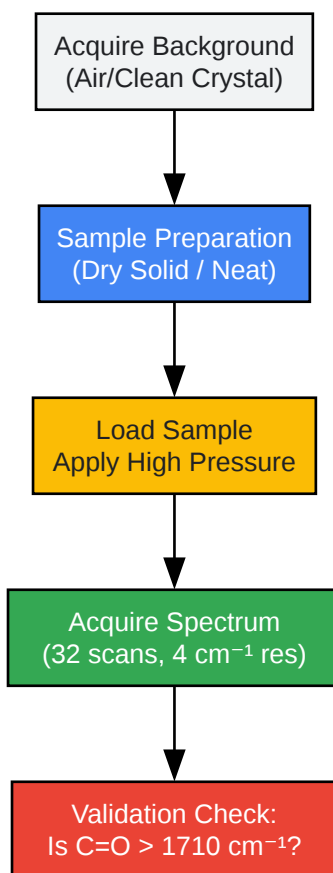 Acquire Background
(Air/Clean Crystal)
Sample Preparation
(Dry Solid / Neat)
Load Sample
Apply High Pressure
Acquire Spectrum
(32 scans, 4 cm⁻¹ res)
Validation Check:
Is C=O > 1710 cm⁻¹?